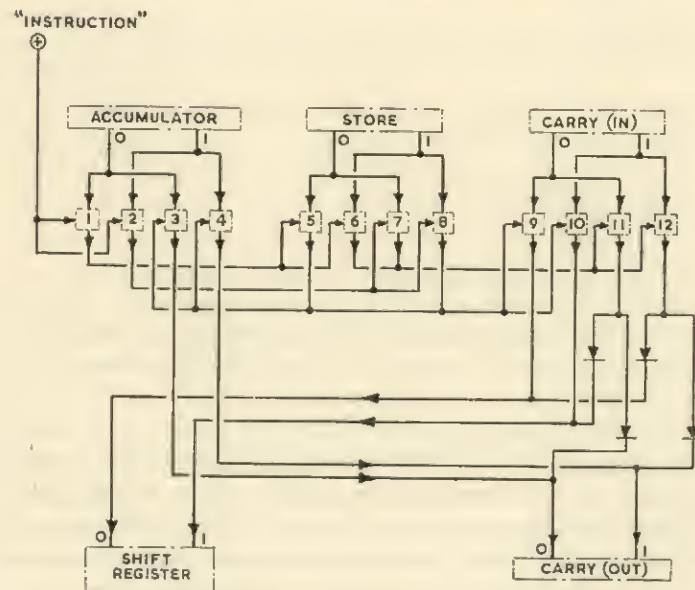 "INSTRUCTION"
ACCUMULATOR
STORE
CARRY (IN)
0 1
0 1
0 1
1 2 3 4 5 6 7 8 9 10 11 12
0 1
0 1
SHIFT
REGISTER
CARRY (OUT)